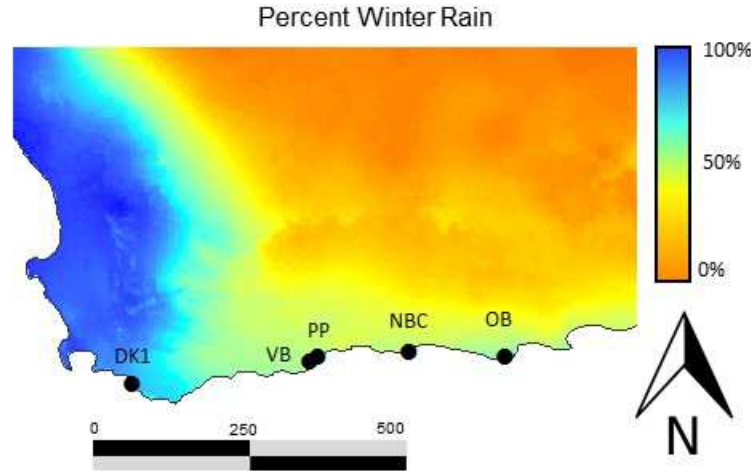 Percent Winter Rain
100%
50%
0%
DK1
VB
PP
NBC
OB
0
250
500
N